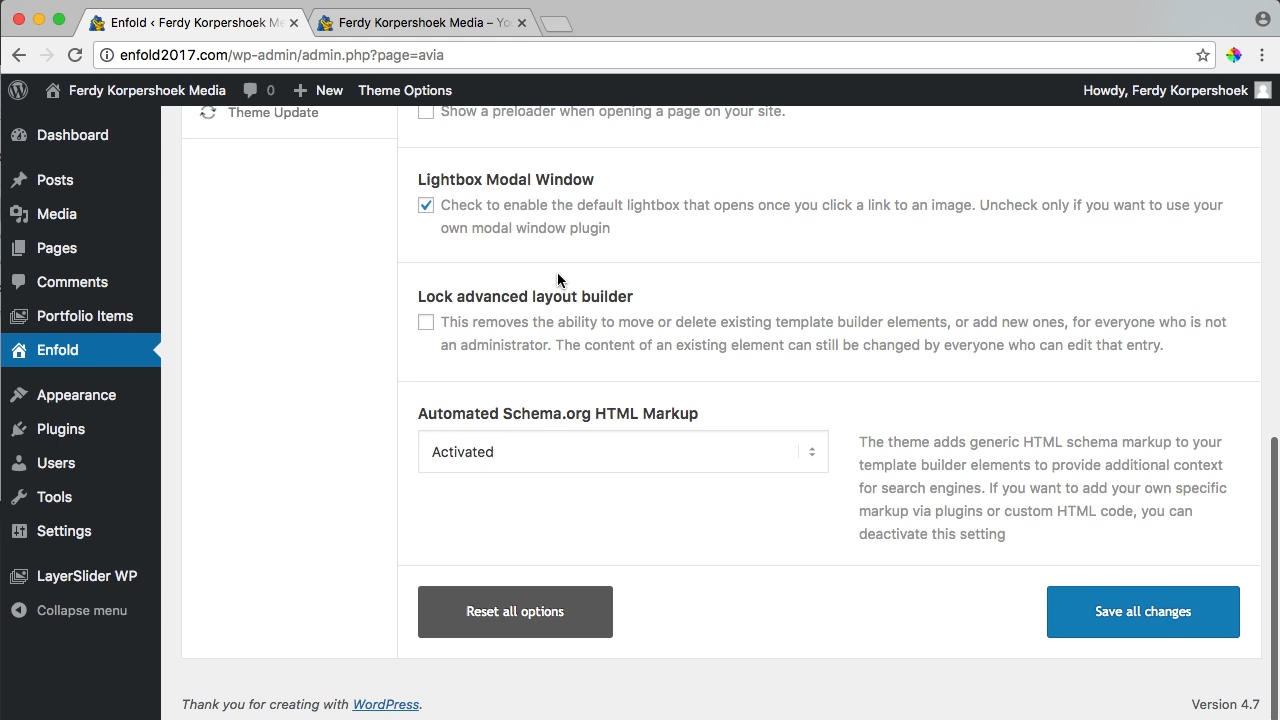 Enfold ‹ Ferdy Korpershoek Me
Ferdy Korpershoek Media – Yo
enfold2017.com/wp-admin/admin.php?page=avia
Ferdy Korpershoek Media
0
New
Theme Options
Howdy, Ferdy Korpershoek
Dashboard
Posts
Media
Pages
Comments
Portfolio Items
Enfold
Appearance
Plugins
Users
Tools
Settings
LayerSlider WP
Collapse menu
Theme Update
Show a preloader when opening a page on your site.
Lightbox Modal Window
Check to enable the default lightbox that opens once you click a link to an image. Uncheck only if you want to use your
own modal window plugin
Lock advanced layout builder
This removes the ability to move or delete existing template builder elements, or add new ones, for everyone who is not
an administrator. The content of an existing element can still be changed by everyone who can edit that entry.
Automated Schema.org HTML Markup
Activated
The theme adds generic HTML schema markup to your
template builder elements to provide additional context
for search engines. If you want to add your own specific
markup via plugins or custom HTML code, you can
deactivate this setting
Reset all options
Save all changes
Thank you for creating with WordPress.
Version 4.7